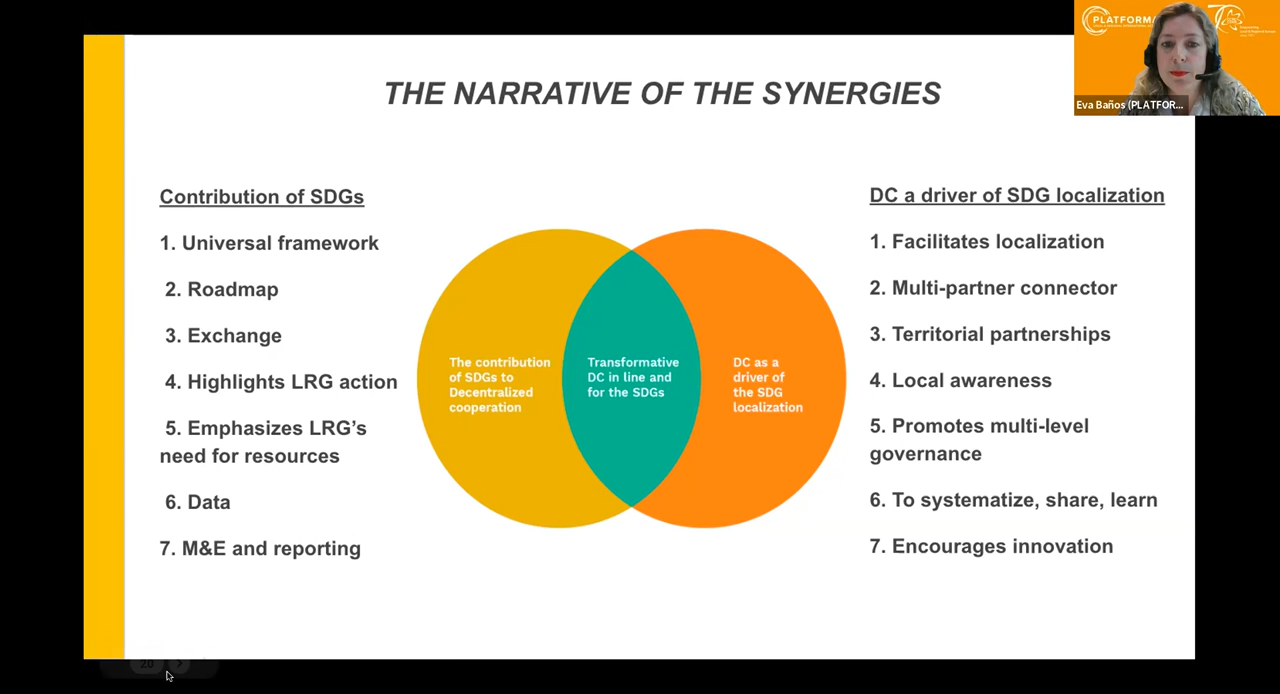 PLATFORMA
Eva Baños (PLATFOR...
THE NARRATIVE OF THE SYNERGIES
Contribution of SDGs
1. Universal framework
2. Roadmap
3. Exchange
4. Highlights LRG action
5. Emphasizes LRG’s
need for resources
6. Data
7. M&E and reporting
The contribution
of SDGs to
Decentralized
cooperation
Transformative
DC in line and
for the SDGs
DC as a
driver of
the SDG
localization
DC a driver of SDG localization
1. Facilitates localization
2. Multi-partner connector
3. Territorial partnerships
4. Local awareness
5. Promotes multi-level
governance
6. To systematize, share, learn
7. Encourages innovation
20